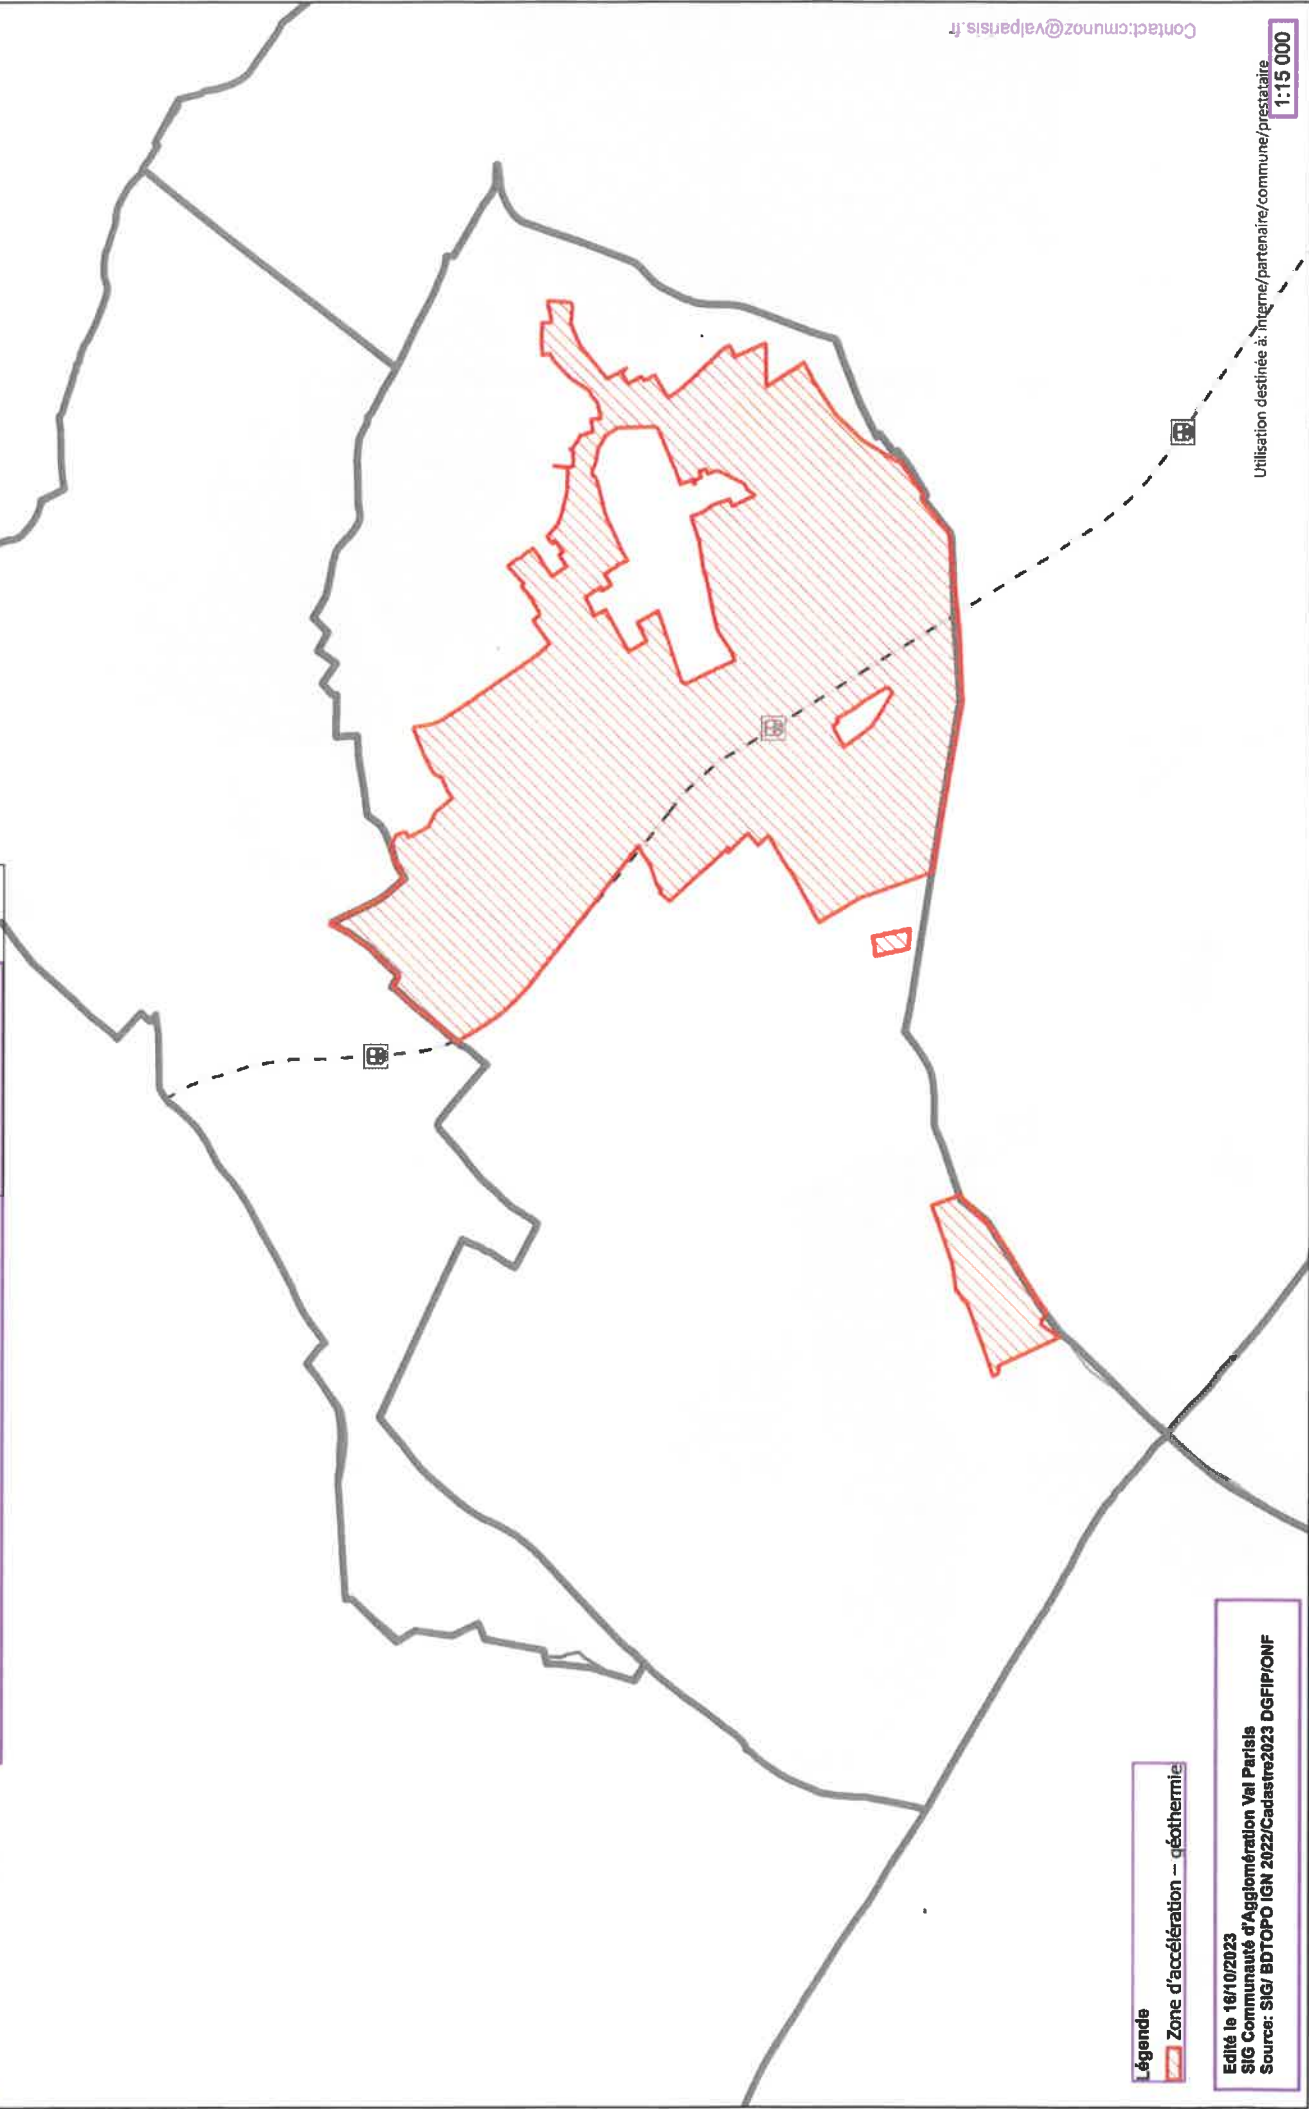 Contact:cmunoz@valparisis.fr
1:15 000
Utilisation destinée à: interne/partenaire/commune/prestataire
Légende
Zone d'accélération – géothermie
Edité le 16/10/2023
SIG Communauté d'Agglomération Val Parisis
Source: SIG/ BDTOPO IGN 2022/Cadastre2023 DGFIP/ONF